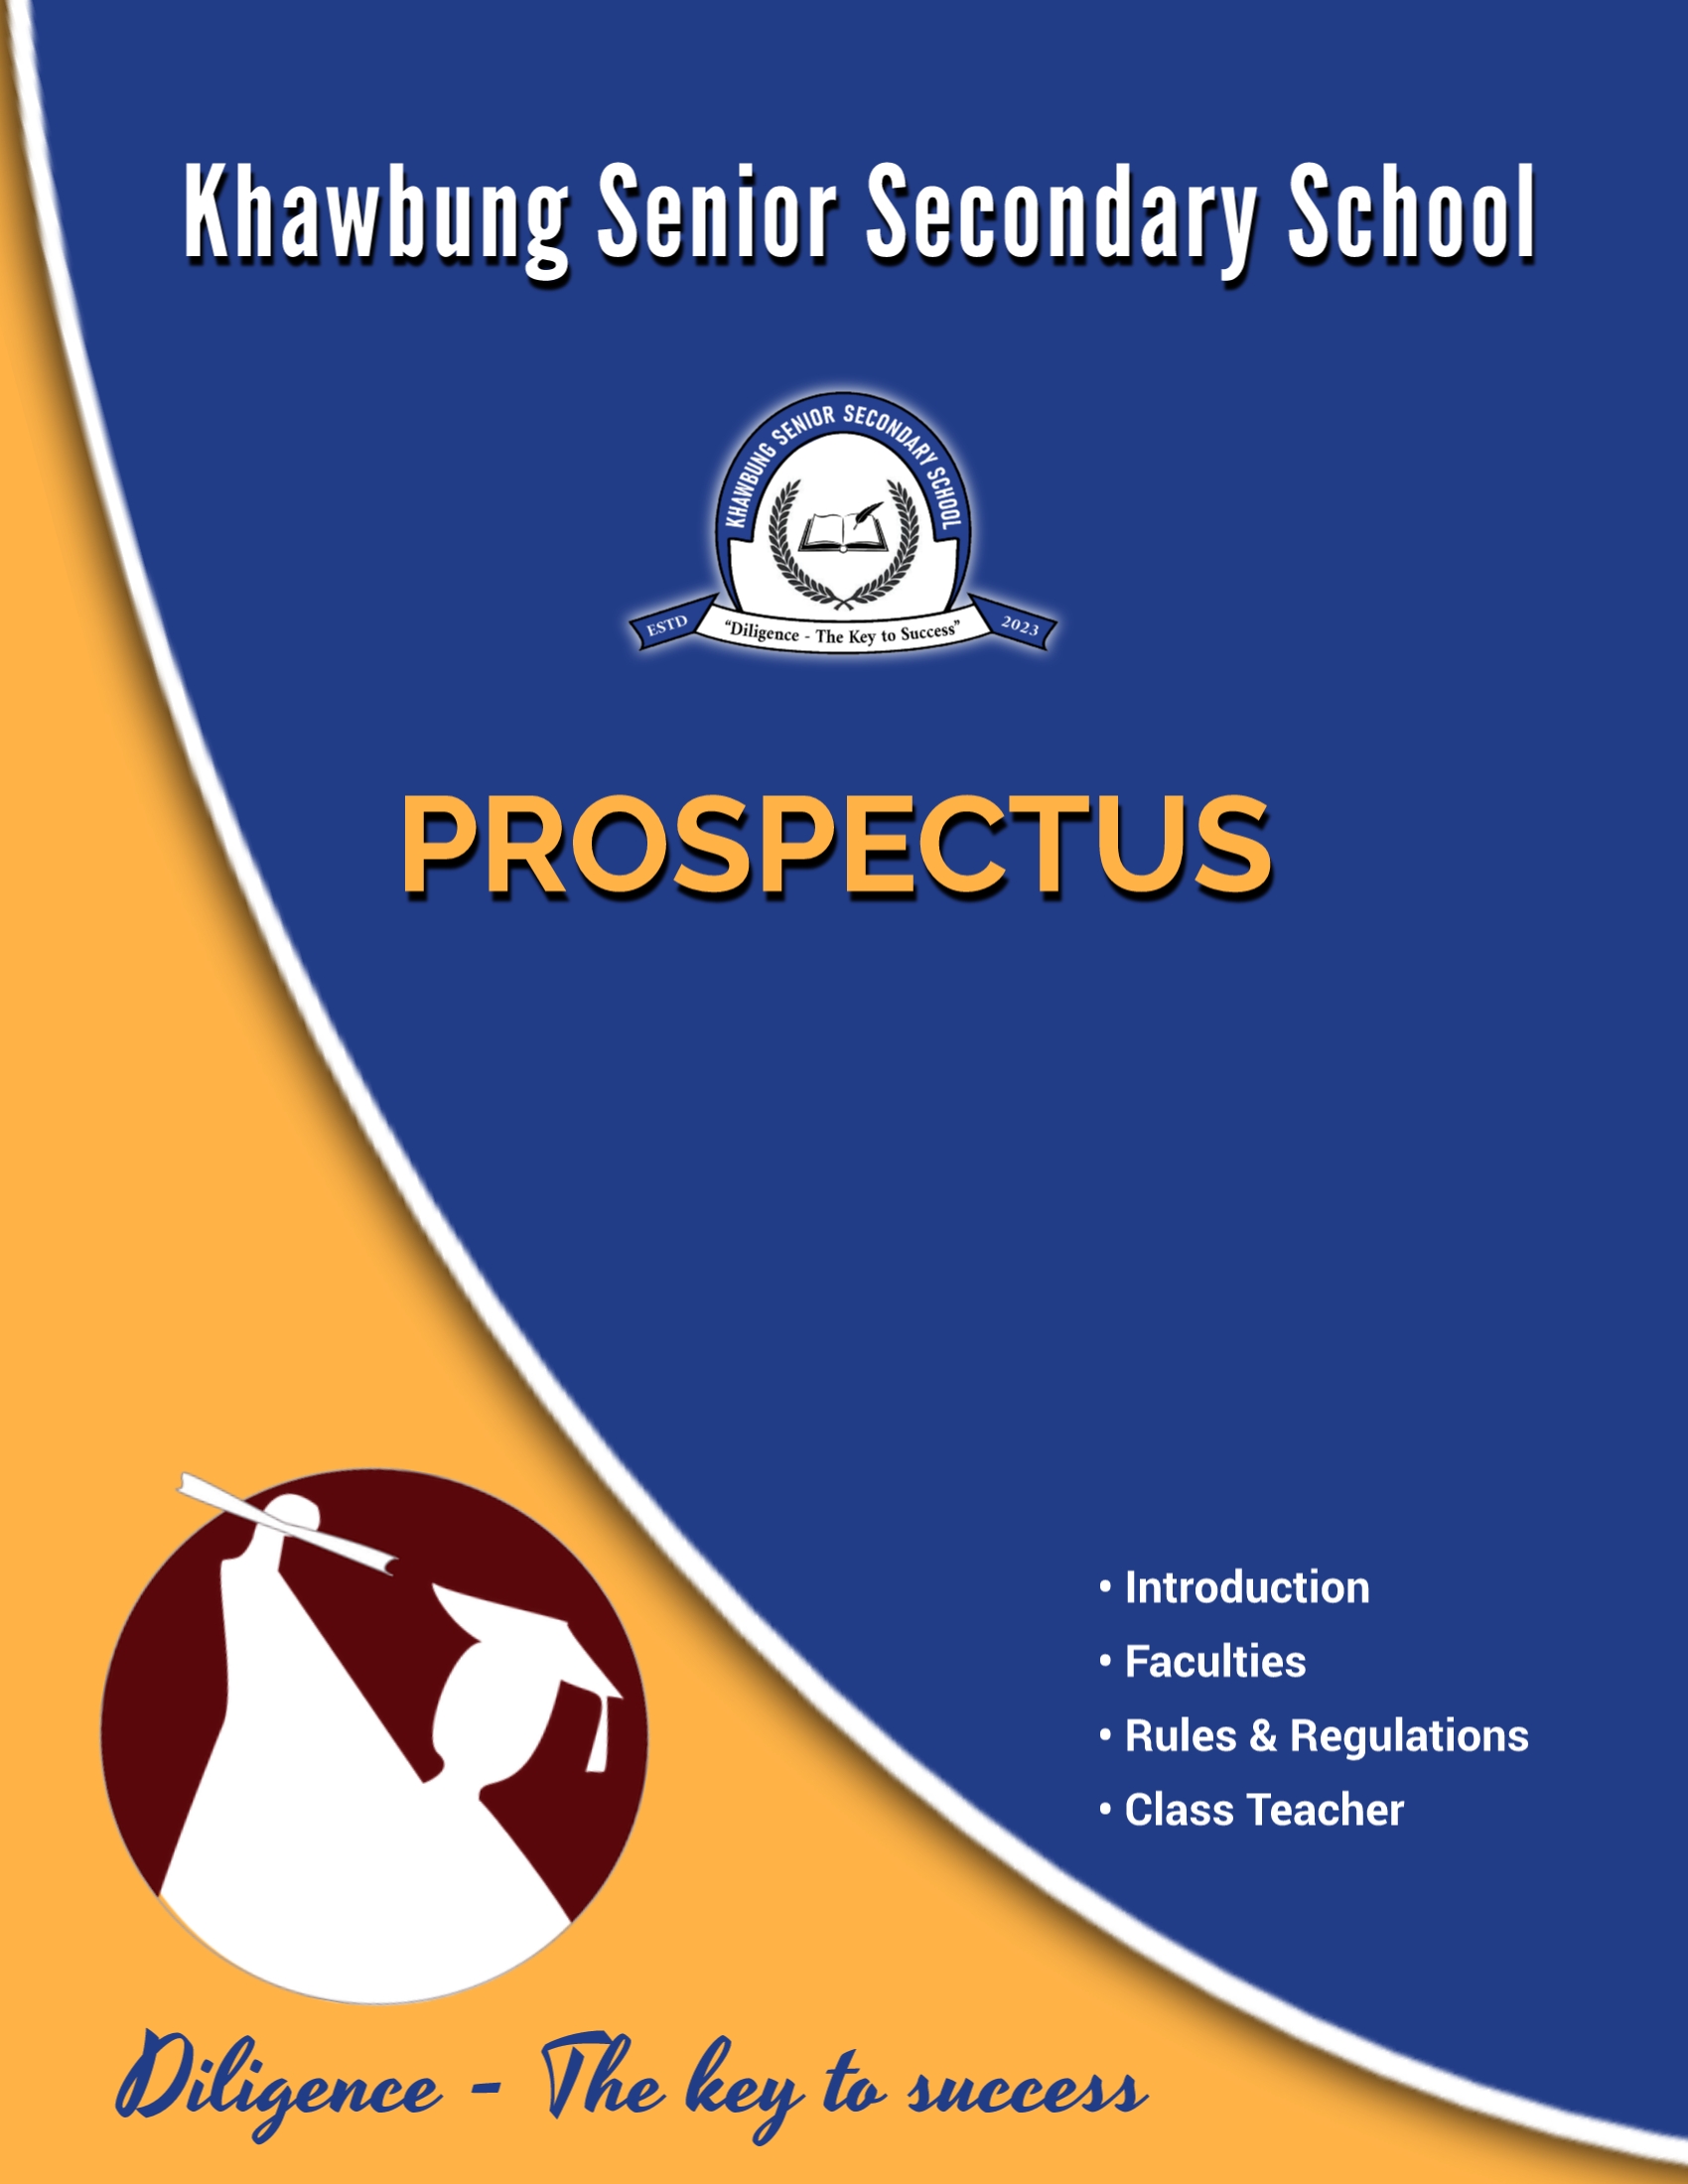 Khawbung Senior Secondary School
KHAWBUNG SENIOR SECONDARY SCHOOL
ESTD
"Diligence - The Key to Success"
2023
PROSPECTUS
• Introduction
• Faculties
• Rules & Regulations
• Class Teacher
Diligence - The key to success